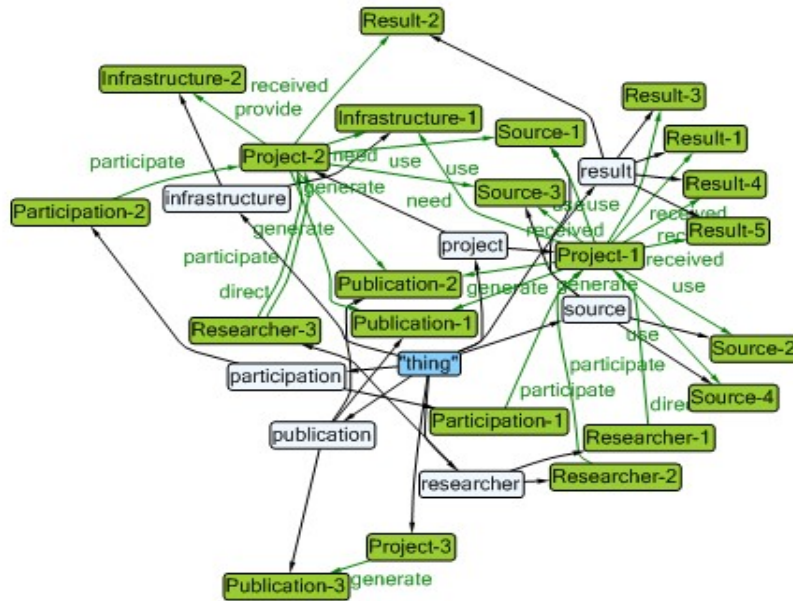 Result-2
Infrastructure-2
received
provide
Result-3
Infrastructure-1
Source-1
Result-1
participate
Project-2
need
use
use
result
Result-4
Source-3
generate
infrastructure
need
use
use
received
Participation-2
generate
received
Result-5
project
participate
Project-1
received
Publication-2
generate
generate
direct
use
source
Researcher-3
Publication-1
use
Source-2
"thing"
participation
participate
participate
Source-4
Participation-1
publication
Researcher-1
researcher
Researcher-2
Project-3
Publication-3
generate